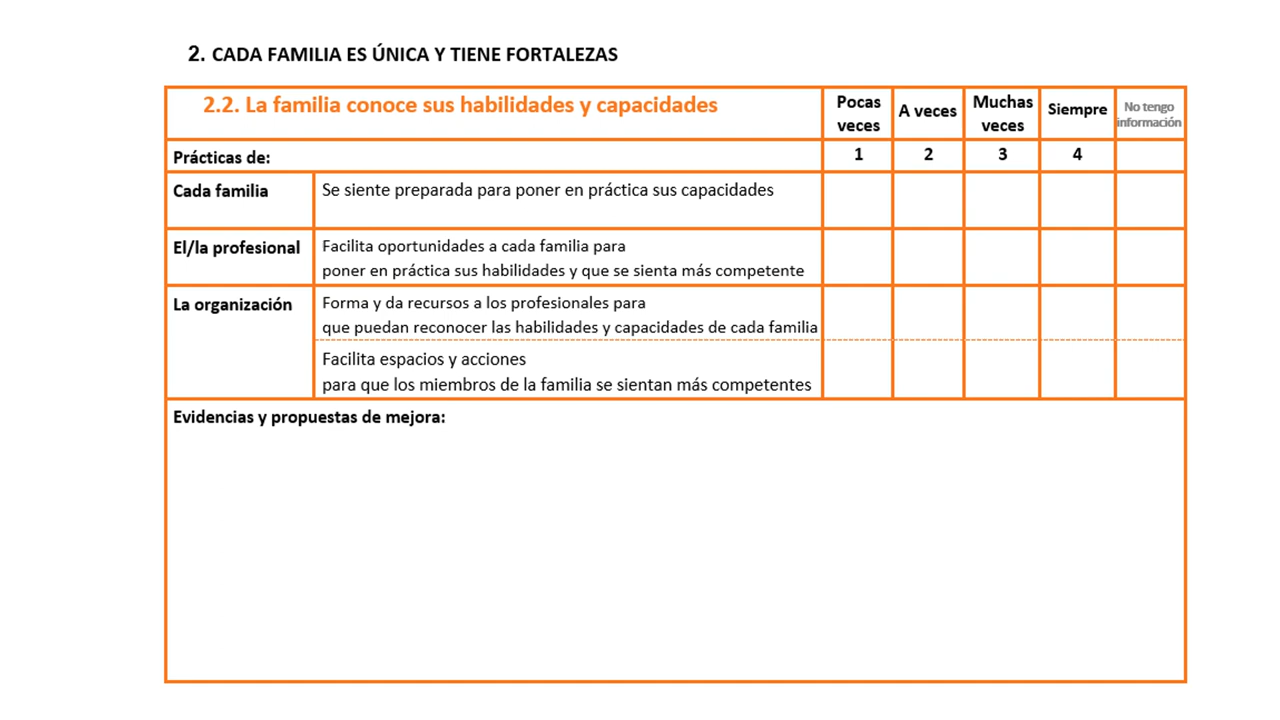 2. CADA FAMILIA ES ÚNICA Y TIENE FORTALEZAS
2.2. La familia conoce sus habilidades y capacidades
Pocas veces
A veces
Muchas veces
Siempre
No tengo información
Prácticas de:
1
2
3
4
Cada familia
Se siente preparada para poner en práctica sus capacidades
El/la profesional
Facilita oportunidades a cada familia para
poner en práctica sus habilidades y que se sienta más competente
La organización
Forma y da recursos a los profesionales para
que puedan reconocer las habilidades y capacidades de cada familia
Facilita espacios y acciones
para que los miembros de la familia se sientan más competentes
Evidencias y propuestas de mejora: